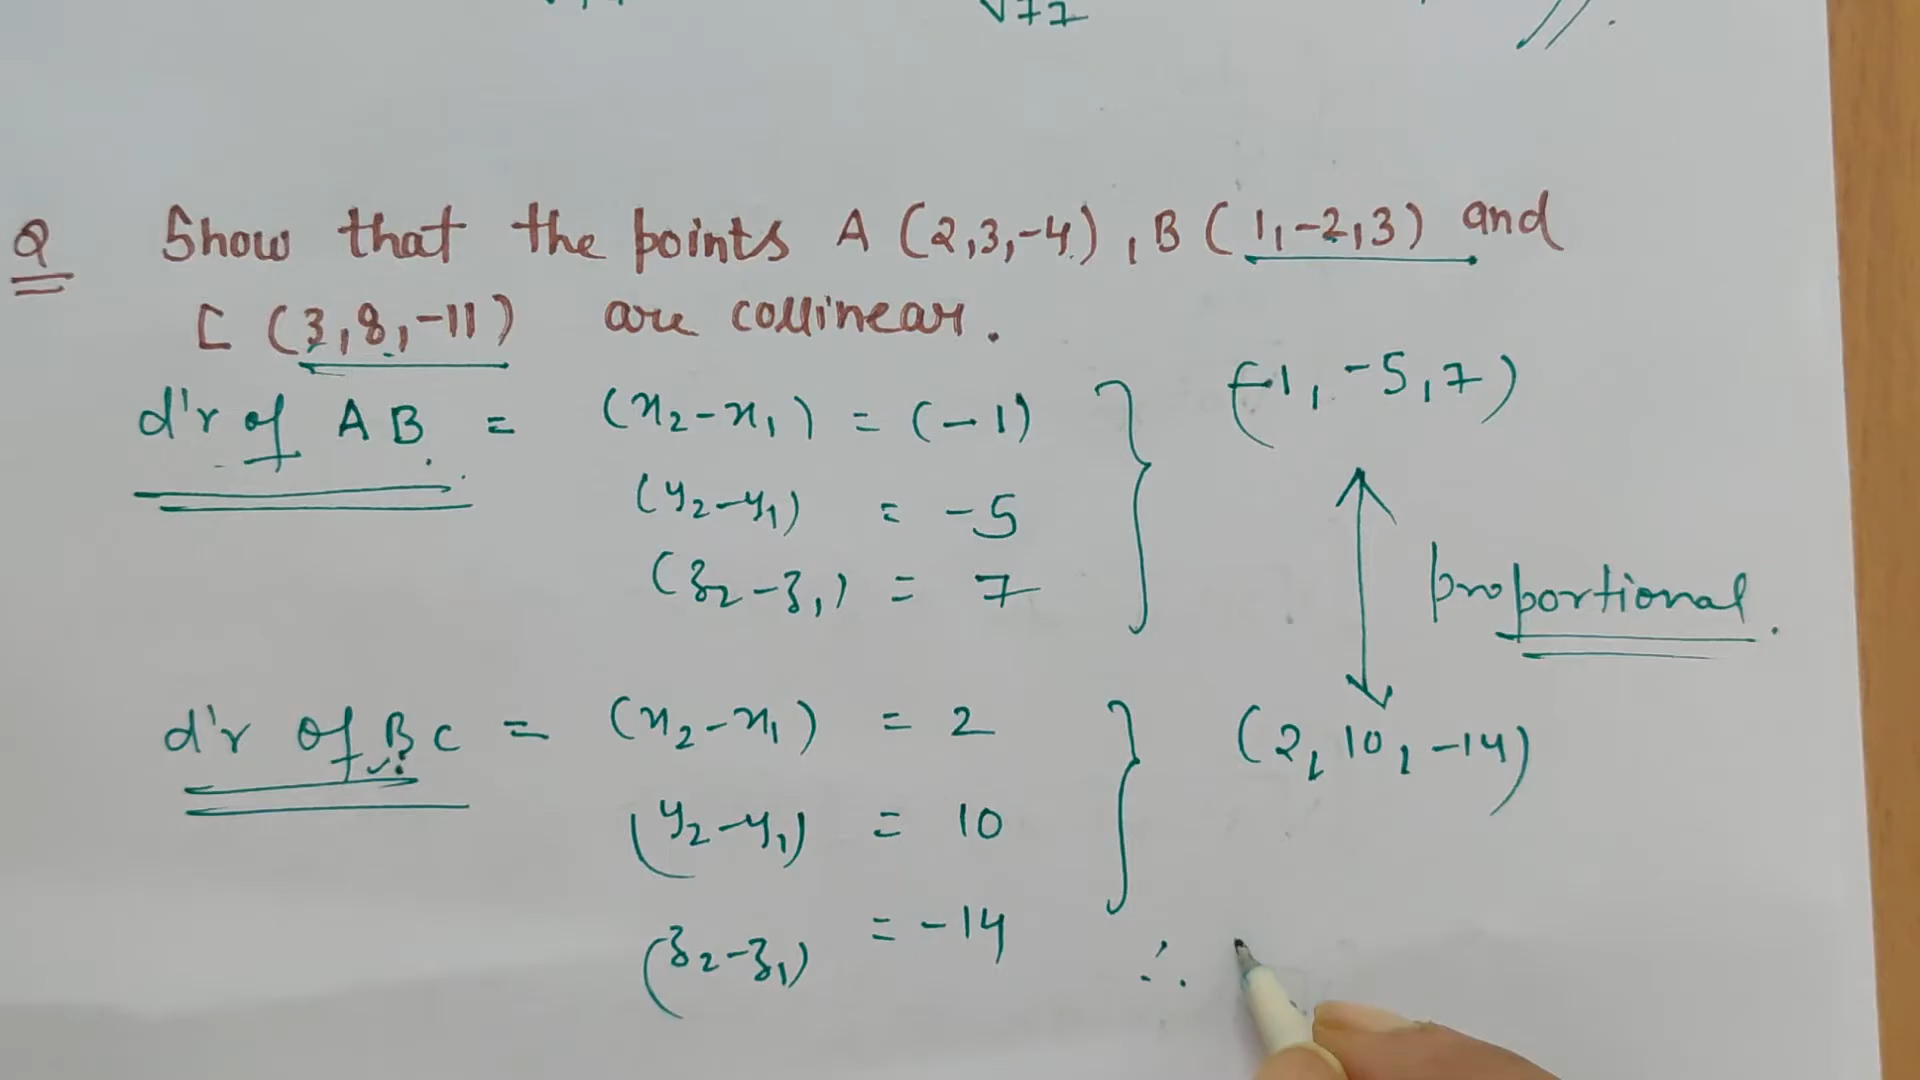 √77
Q Show that the points A (2,3,-4), B (1,-2,3) and
C (3,8,-11) are collinear.
d'r of AB = (x₂-x₁) = (-1)
(-1, -5, 7)
(y₂-y₁) = -5
(z₂-z₁) = 7
proportional.
d'r of BC = (x₂-x₁) = 2
(2, 10, -14)
(y₂-y₁) = 10
(z₂-z₁) = -14
∴